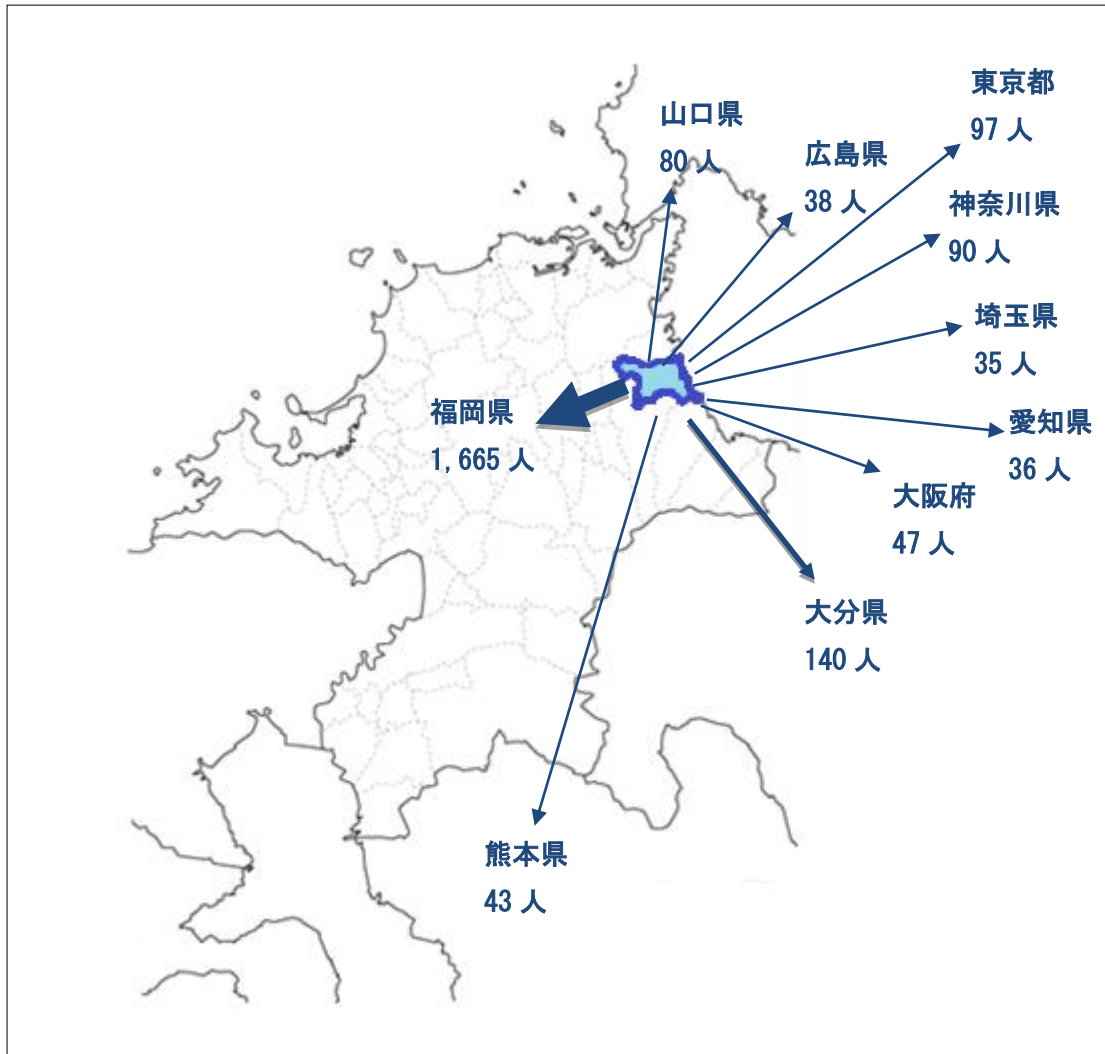 東京都
97 人
山口県
80 人
広島県
38 人
神奈川県
90 人
埼玉県
35 人
福岡県
1,665 人
愛知県
36 人
大阪府
47 人
大分県
140 人
熊本県
43 人